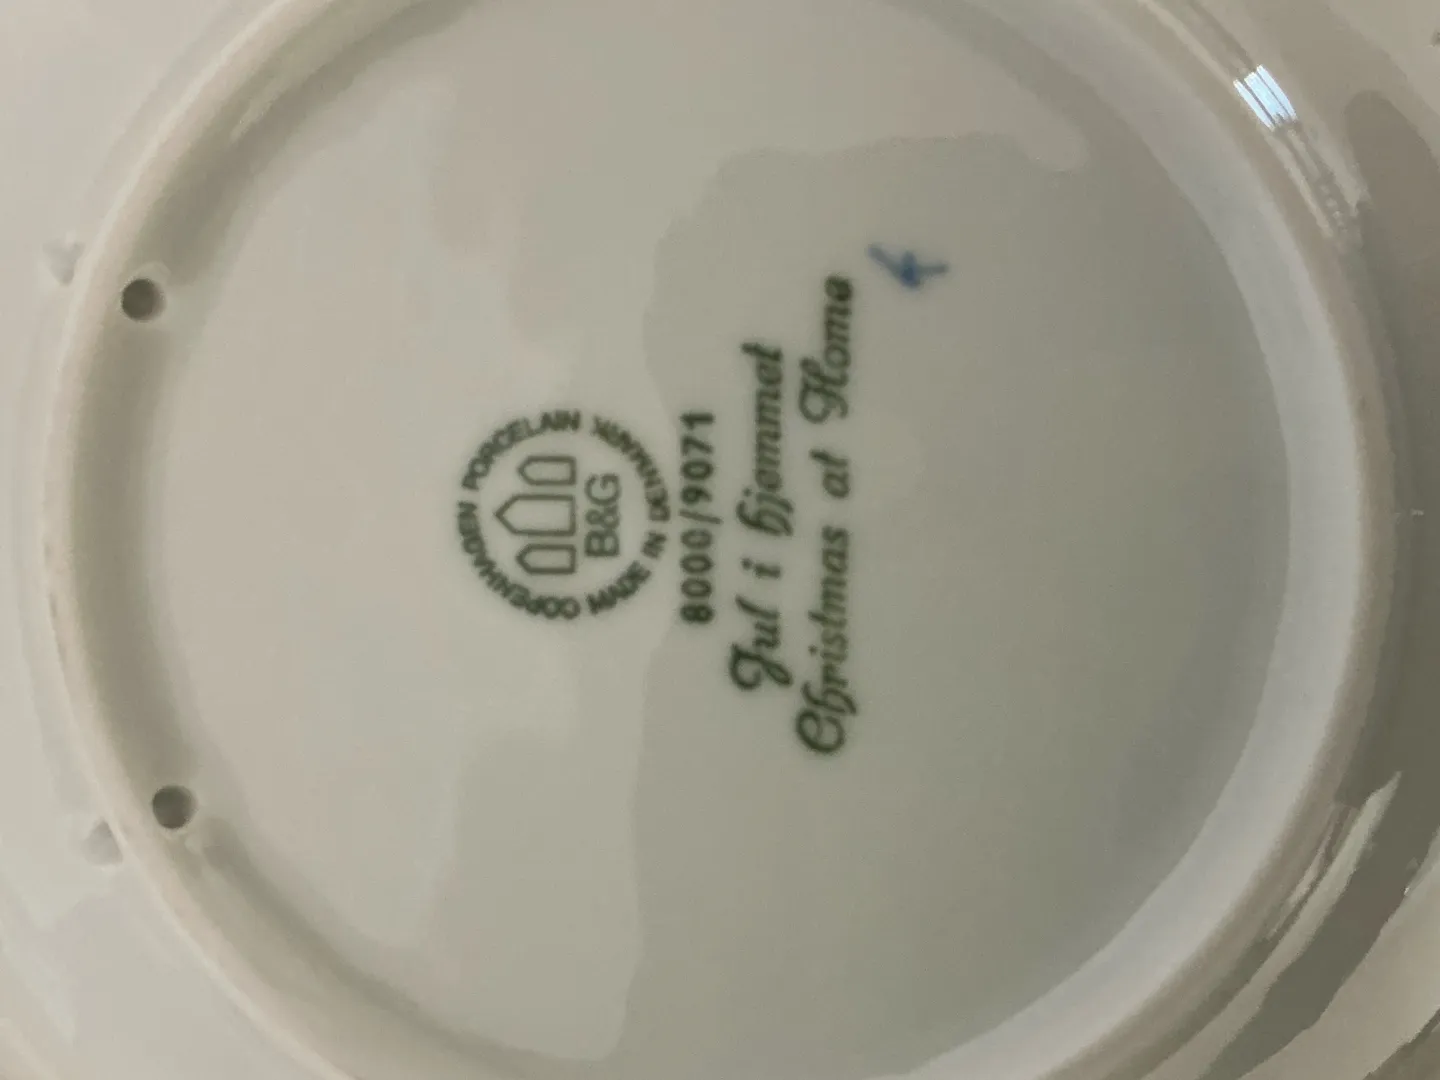 COPENHAGEN PORCELAIN
B&G
MADE IN DENMARK
8000/9071
Jul i hjemmet
Christmas at Home